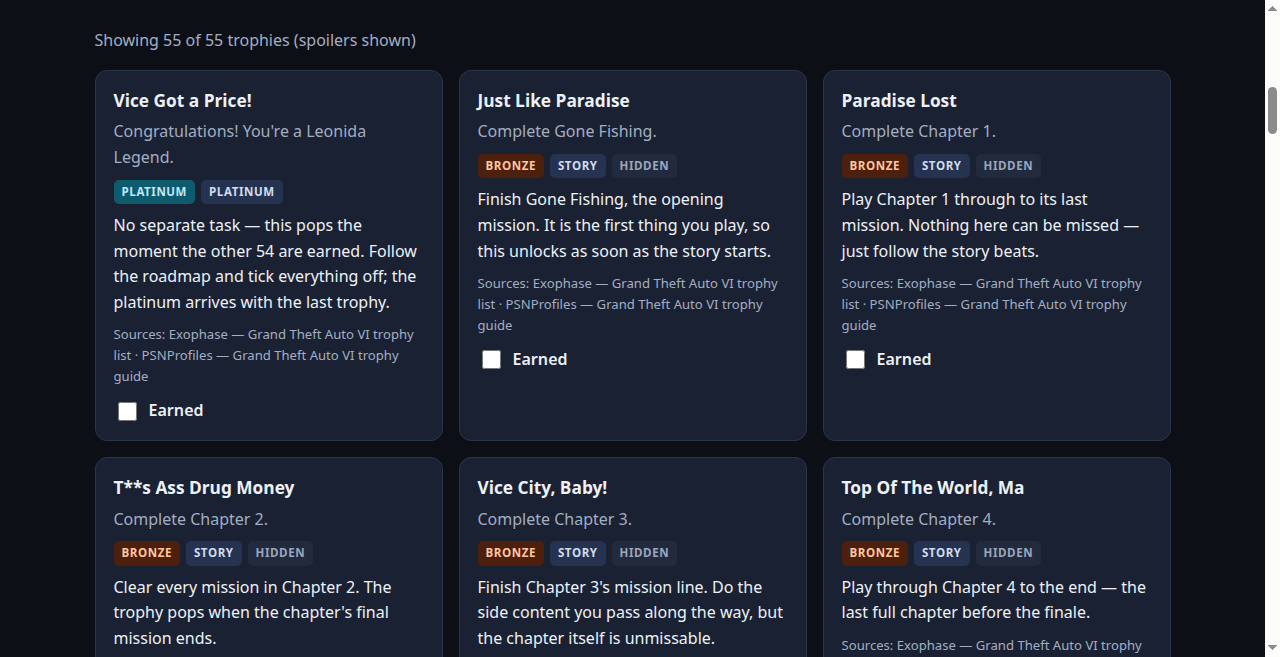 Showing 55 of 55 trophies (spoilers shown)
Vice Got a Price!
Congratulations! You're a Leonida
Legend.
PLATINUM PLATINUM
No separate task — this pops the
moment the other 54 are earned. Follow
the roadmap and tick everything off; the
platinum arrives with the last trophy.
Sources: Exophase — Grand Theft Auto VI trophy
list · PSNProfiles — Grand Theft Auto VI trophy
guide
Earned
Just Like Paradise
Complete Gone Fishing.
BRONZE STORY HIDDEN
Finish Gone Fishing, the opening
mission. It is the first thing you play, so
this unlocks as soon as the story starts.
Sources: Exophase — Grand Theft Auto VI trophy
list · PSNProfiles — Grand Theft Auto VI trophy
guide
Earned
Paradise Lost
Complete Chapter 1.
BRONZE STORY HIDDEN
Play Chapter 1 through to its last
mission. Nothing here can be missed —
just follow the story beats.
Sources: Exophase — Grand Theft Auto VI trophy
list · PSNProfiles — Grand Theft Auto VI trophy
guide
Earned
T**s Ass Drug Money
Complete Chapter 2.
BRONZE STORY HIDDEN
Clear every mission in Chapter 2. The
trophy pops when the chapter's final
mission ends.
Vice City, Baby!
Complete Chapter 3.
BRONZE STORY HIDDEN
Finish Chapter 3's mission line. Do the
side content you pass along the way, but
the chapter itself is unmissable.
Top Of The World, Ma
Complete Chapter 4.
BRONZE STORY HIDDEN
Play through Chapter 4 to the end — the
last full chapter before the finale.
Sources: Exophase — Grand Theft Auto VI trophy